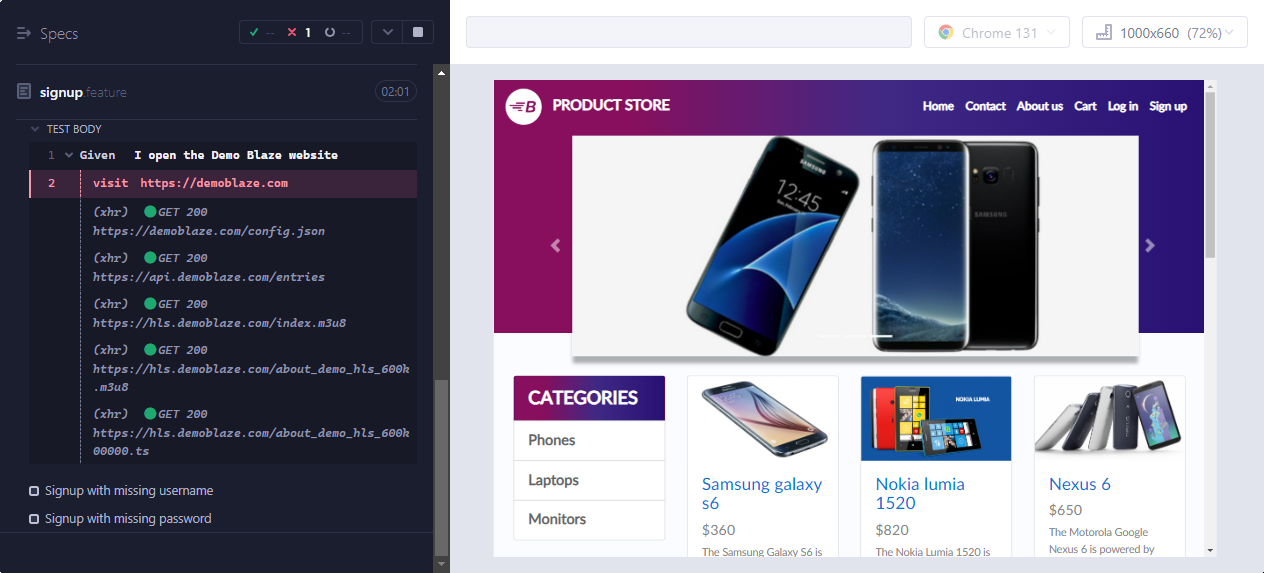 Specs
-- 1 --
signup.feature 02:01
TEST BODY
1 Given I open the Demo Blaze website
2 visit https://demoblaze.com
(xhr) GET 200
https://demoblaze.com/config.json
(xhr) GET 200
https://api.demoblaze.com/entries
(xhr) GET 200
https://hls.demoblaze.com/index.m3u8
(xhr) GET 200
https://hls.demoblaze.com/about_demo_hls_600k
.m3u8
(xhr) GET 200
https://hls.demoblaze.com/about_demo_hls_600k
00000.ts
Signup with missing username
Signup with missing password
Chrome 131
1000x660 (72%)
B PRODUCT STORE
Home Contact About us Cart Log in Sign up
SAMSUNG
12:45
SAMSUNG
CATEGORIES
Phones
Laptops
Monitors
NOKIA LUMIA
Samsung galaxy
s6
$360
The Samsung Galaxy S6 is
Nokia lumia
1520
$820
The Nokia Lumia 1520 is
Nexus 6
$650
The Motorola Google
Nexus 6 is powered by